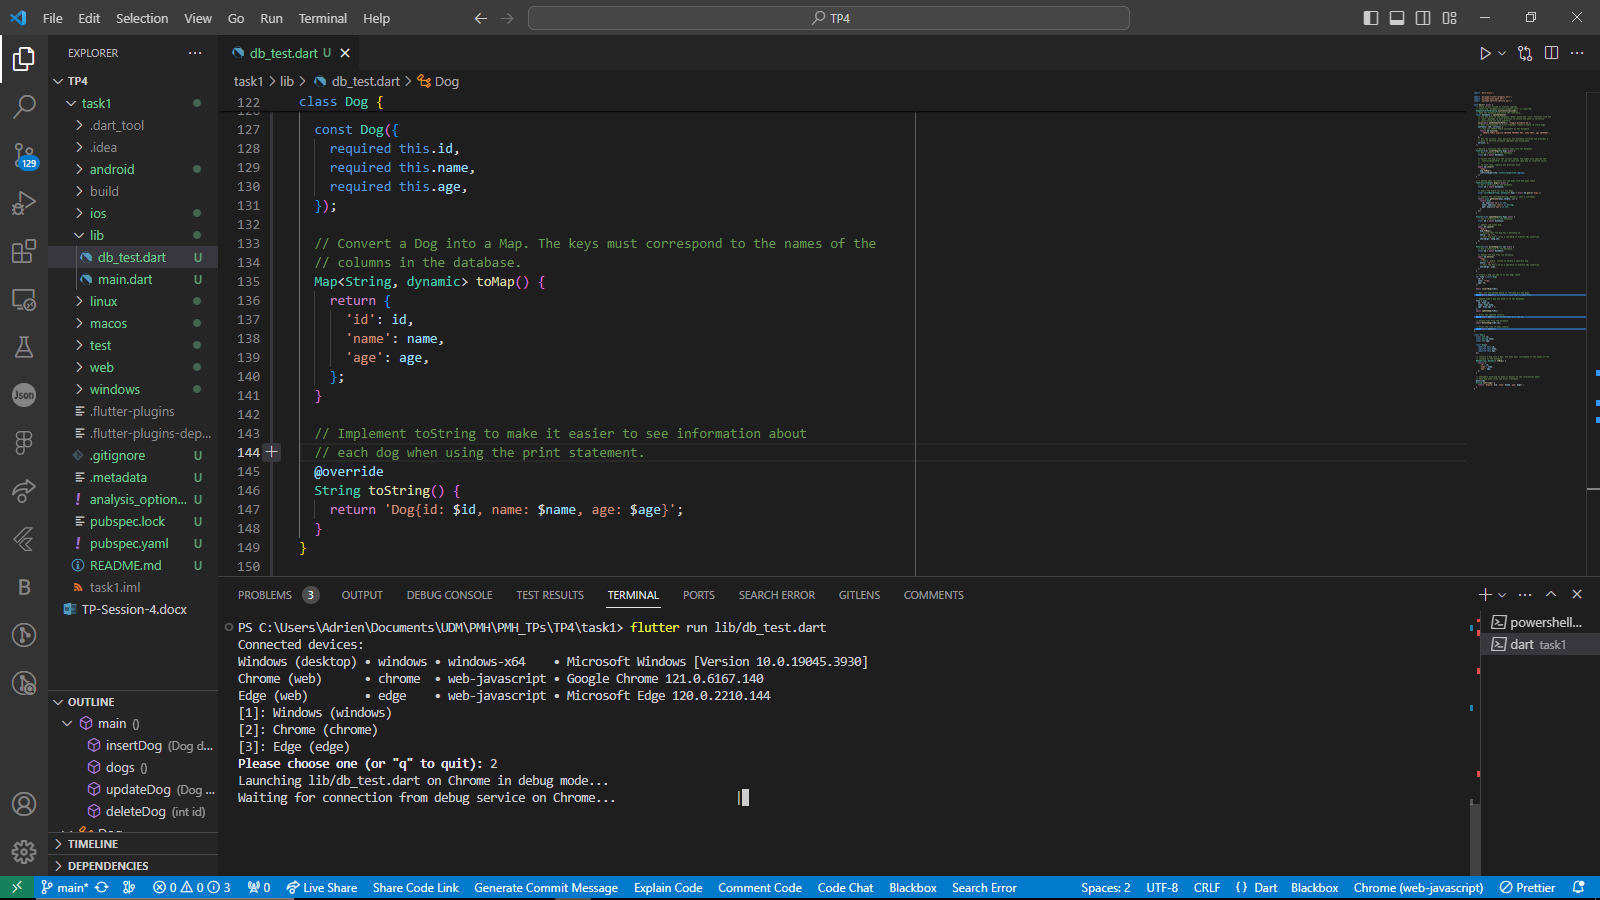 File Edit Selection View Go Run Terminal Help TP4
EXPLORER
TP4
task1
.dart_tool
.idea
android
build
ios
lib
db_test.dart U
main.dart U
linux
macos
test
web
windows
.flutter-plugins
.flutter-plugins-dep...
.gitignore U
.metadata U
analysis_option... U
pubspec.lock U
pubspec.yaml U
README.md U
task1.iml
TP-Session-4.docx
129
Json
B
OUTLINE
main ()
insertDog (Dog d...
dogs ()
updateDog (Dog ...
deleteDog (int id)
TIMELINE
DEPENDENCIES
db_test.dart U
task1 > lib > db_test.dart > Dog
122 class Dog {
127 const Dog({
128 required this.id,
129 required this.name,
130 required this.age,
131 });
132
133 // Convert a Dog into a Map. The keys must correspond to the names of the
134 // columns in the database.
135 Map<String, dynamic> toMap() {
136 return {
137 'id': id,
138 'name': name,
139 'age': age,
140 };
141 }
142
143 // Implement toString to make it easier to see information about
144 // each dog when using the print statement.
145 @override
146 String toString() {
147 return 'Dog{id: $id, name: $name, age: $age}';
148 }
149 }
150
PROBLEMS 3 OUTPUT DEBUG CONSOLE TEST RESULTS TERMINAL PORTS SEARCH ERROR GITLENS COMMENTS
PS C:\Users\Adrien\Documents\UDM\PMH\PMH_TPs\TP4\task1> flutter run lib/db_test.dart
Connected devices:
Windows (desktop) • windows • windows-x64 • Microsoft Windows [Version 10.0.19045.3930]
Chrome (web) • chrome • web-javascript • Google Chrome 121.0.6167.140
Edge (web) • edge • web-javascript • Microsoft Edge 120.0.2210.144
[1]: Windows (windows)
[2]: Chrome (chrome)
[3]: Edge (edge)
Please choose one (or "q" to quit): 2
Launching lib/db_test.dart on Chrome in debug mode...
Waiting for connection from debug service on Chrome... |
powershell...
dart task1
main* 0 0 3 0 Live Share Share Code Link Generate Commit Message Explain Code Comment Code Code Chat Blackbox Search Error Spaces: 2 UTF-8 CRLF {} Dart Blackbox Chrome (web-javascript) Prettier